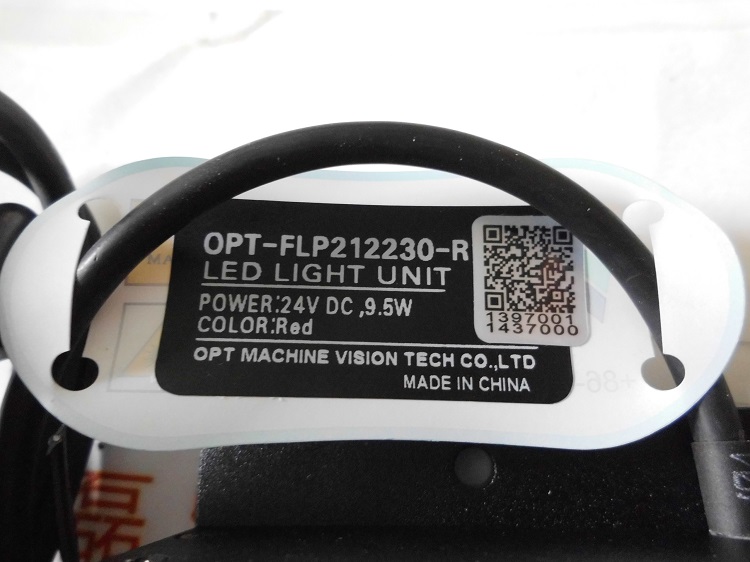 OPT-FLP212230-R
LED LIGHT UNIT
POWER:24V DC ,9.5W
COLOR:Red
1397001
1437000
OPT MACHINE VISION TECH CO.,LTD
MADE IN CHINA